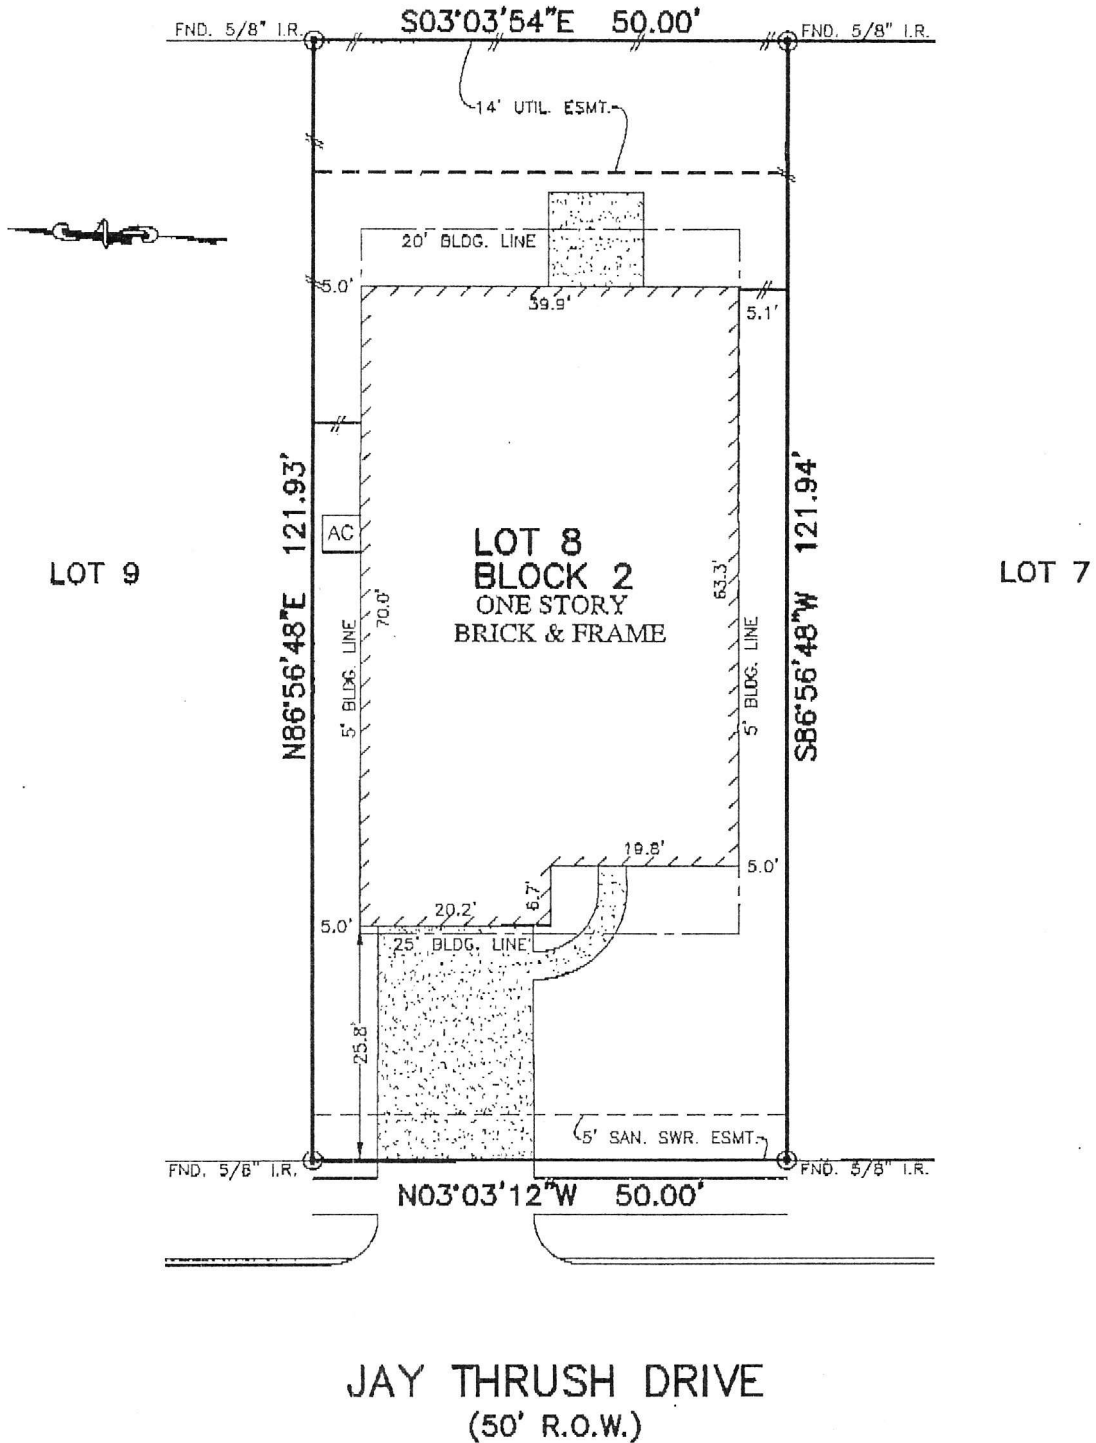 S03°03'54"E 50.00'
FND. 5/8" I.R.
FND. 5/8" I.R.
14' UTIL. ESMT.
20' BLDG. LINE
5.0'
39.9'
5.1'
N86°56'48"E 121.93'
AC
LOT 8
BLOCK 2
ONE STORY
BRICK & FRAME
S86°56'48"W 121.94'
LOT 9
LOT 7
70.0'
63.3'
5' BLDG. LINE
5' BLDG. LINE
19.8'
5.0'
6.7'
20.2'
5.0'
25' BLDG. LINE
25.8'
5' SAN. SWR. ESMT.
FND. 5/8" I.R.
FND. 5/8" I.R.
N03°03'12"W 50.00'
JAY THRUSH DRIVE
(50' R.O.W.)